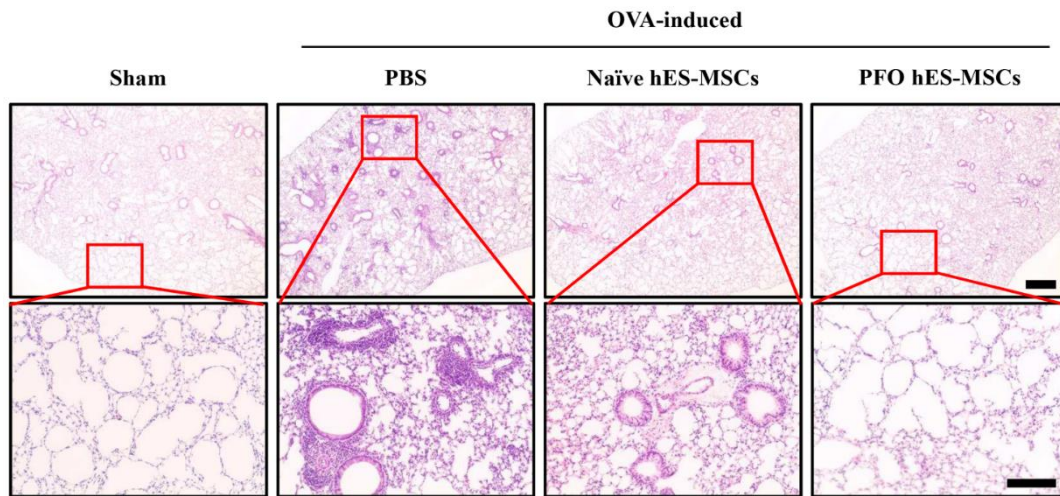 OVA-induced
Sham
PBS
Naïve hES-MSCs
PFO hES-MSCs